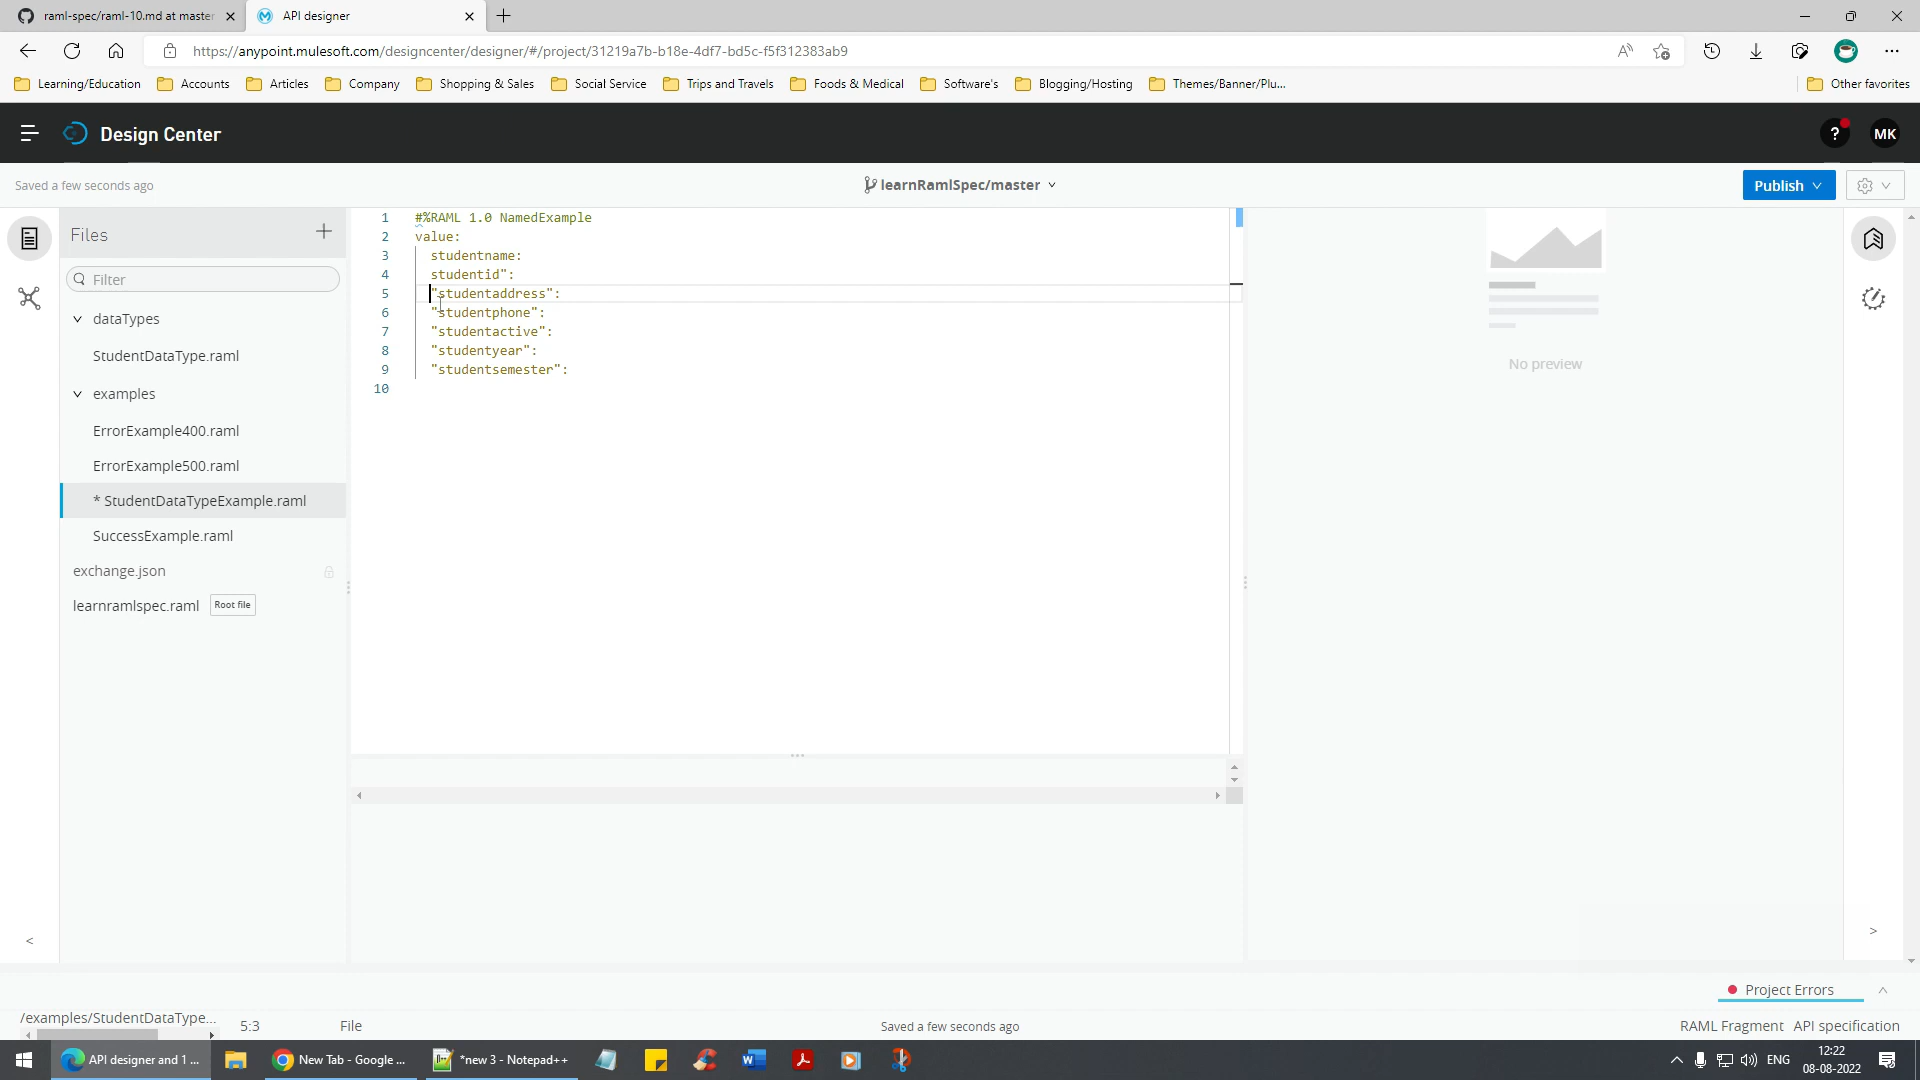 raml-spec/raml-10.md at master
API designer
https://anypoint.mulesoft.com/designcenter/designer/#/project/31219a7b-b18e-4df7-bd5c-f5f312383ab9
Learning/Education
Accounts
Articles
Company
Shopping & Sales
Social Service
Trips and Travels
Foods & Medical
Software's
Blogging/Hosting
Themes/Banner/Plu...
Other favorites
Design Center
?
MK
Saved a few seconds ago
learnRamlSpec/master
Publish
Files
Filter
dataTypes
StudentDataType.raml
examples
ErrorExample400.raml
ErrorExample500.raml
* StudentDataTypeExample.raml
SuccessExample.raml
exchange.json
learnramlspec.raml Root file
1 #%RAML 1.0 NamedExample
2 value:
3 studentname:
4 studentid":
5 "studentaddress":
6 "studentphone":
7 "studentactive":
8 "studentyear":
9 "studentsemester":
10
No preview
Project Errors
/examples/StudentDataType...
5:3
File
Saved a few seconds ago
RAML Fragment
API specification
API designer and 1 ...
New Tab - Google ...
*new 3 - Notepad++
ENG
12:22
08-08-2022